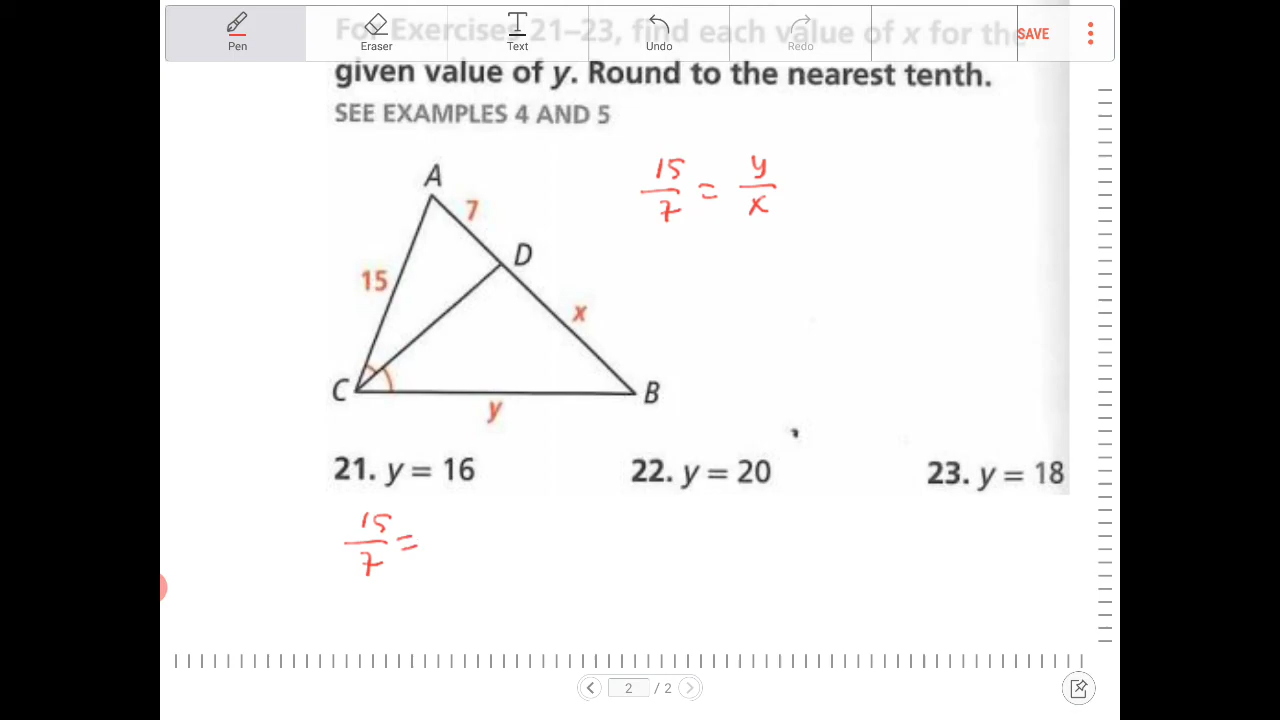 For Exercises 21–23, find each value of x for the
Pen
Eraser
Text
Undo
Redo
SAVE
given value of y. Round to the nearest tenth.
SEE EXAMPLES 4 AND 5
A
7
D
15
x
C
B
y
15/7 = y/x
21. y = 16
22. y = 20
23. y = 18
15/7 =
2 / 2